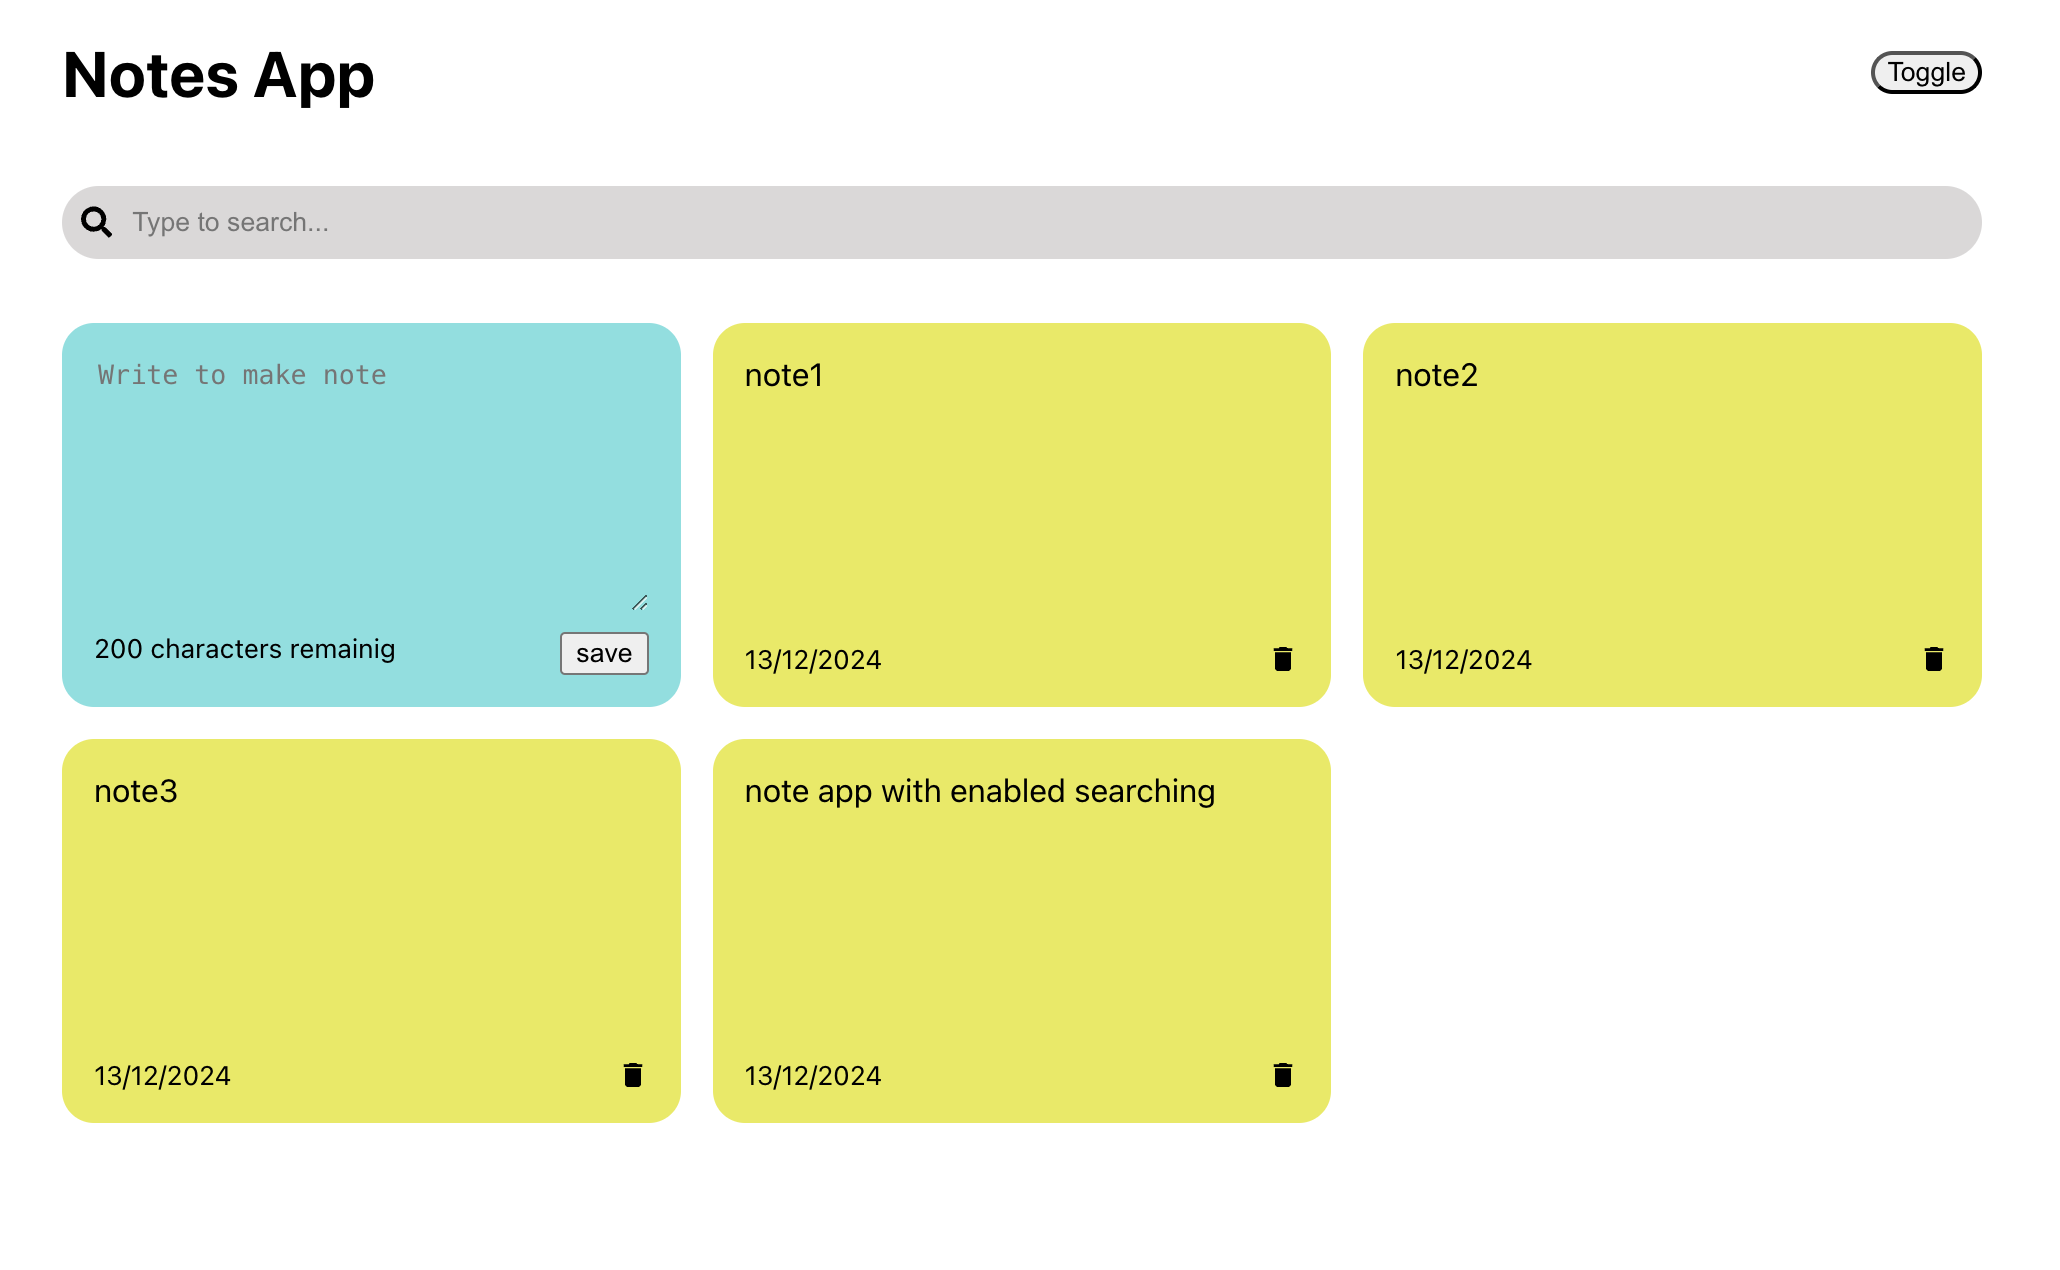 Notes App
Toggle
Type to search...
Write to make note
200 characters remainig
save
note1
13/12/2024
note2
13/12/2024
note3
13/12/2024
note app with enabled searching
13/12/2024